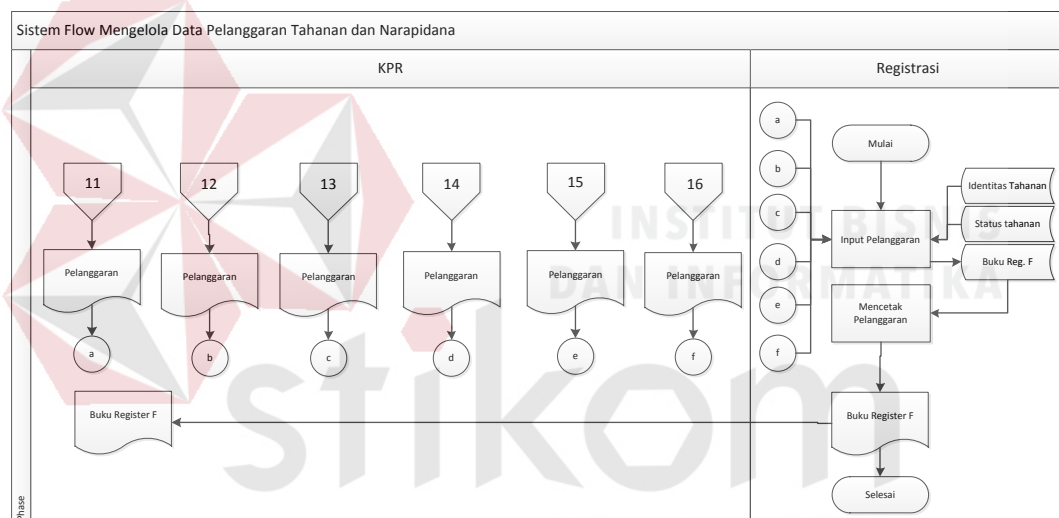 Sistem Flow Mengelola Data Pelanggaran Tahanan dan Narapidana
KPR
Registrasi
11
12
13
14
15
16
Pelanggaran
Pelanggaran
Pelanggaran
Pelanggaran
Pelanggaran
Pelanggaran
a
b
c
d
e
f
Buku Register F
a
b
c
d
e
f
Mulai
Identitas Tahanan
Status tahanan
Buku Reg. F
Input Pelanggaran
Mencetak
Pelanggaran
Buku Register F
Selesai
Phase
INSTITUT BISNIS
DAN INFORMATIKA
stikom